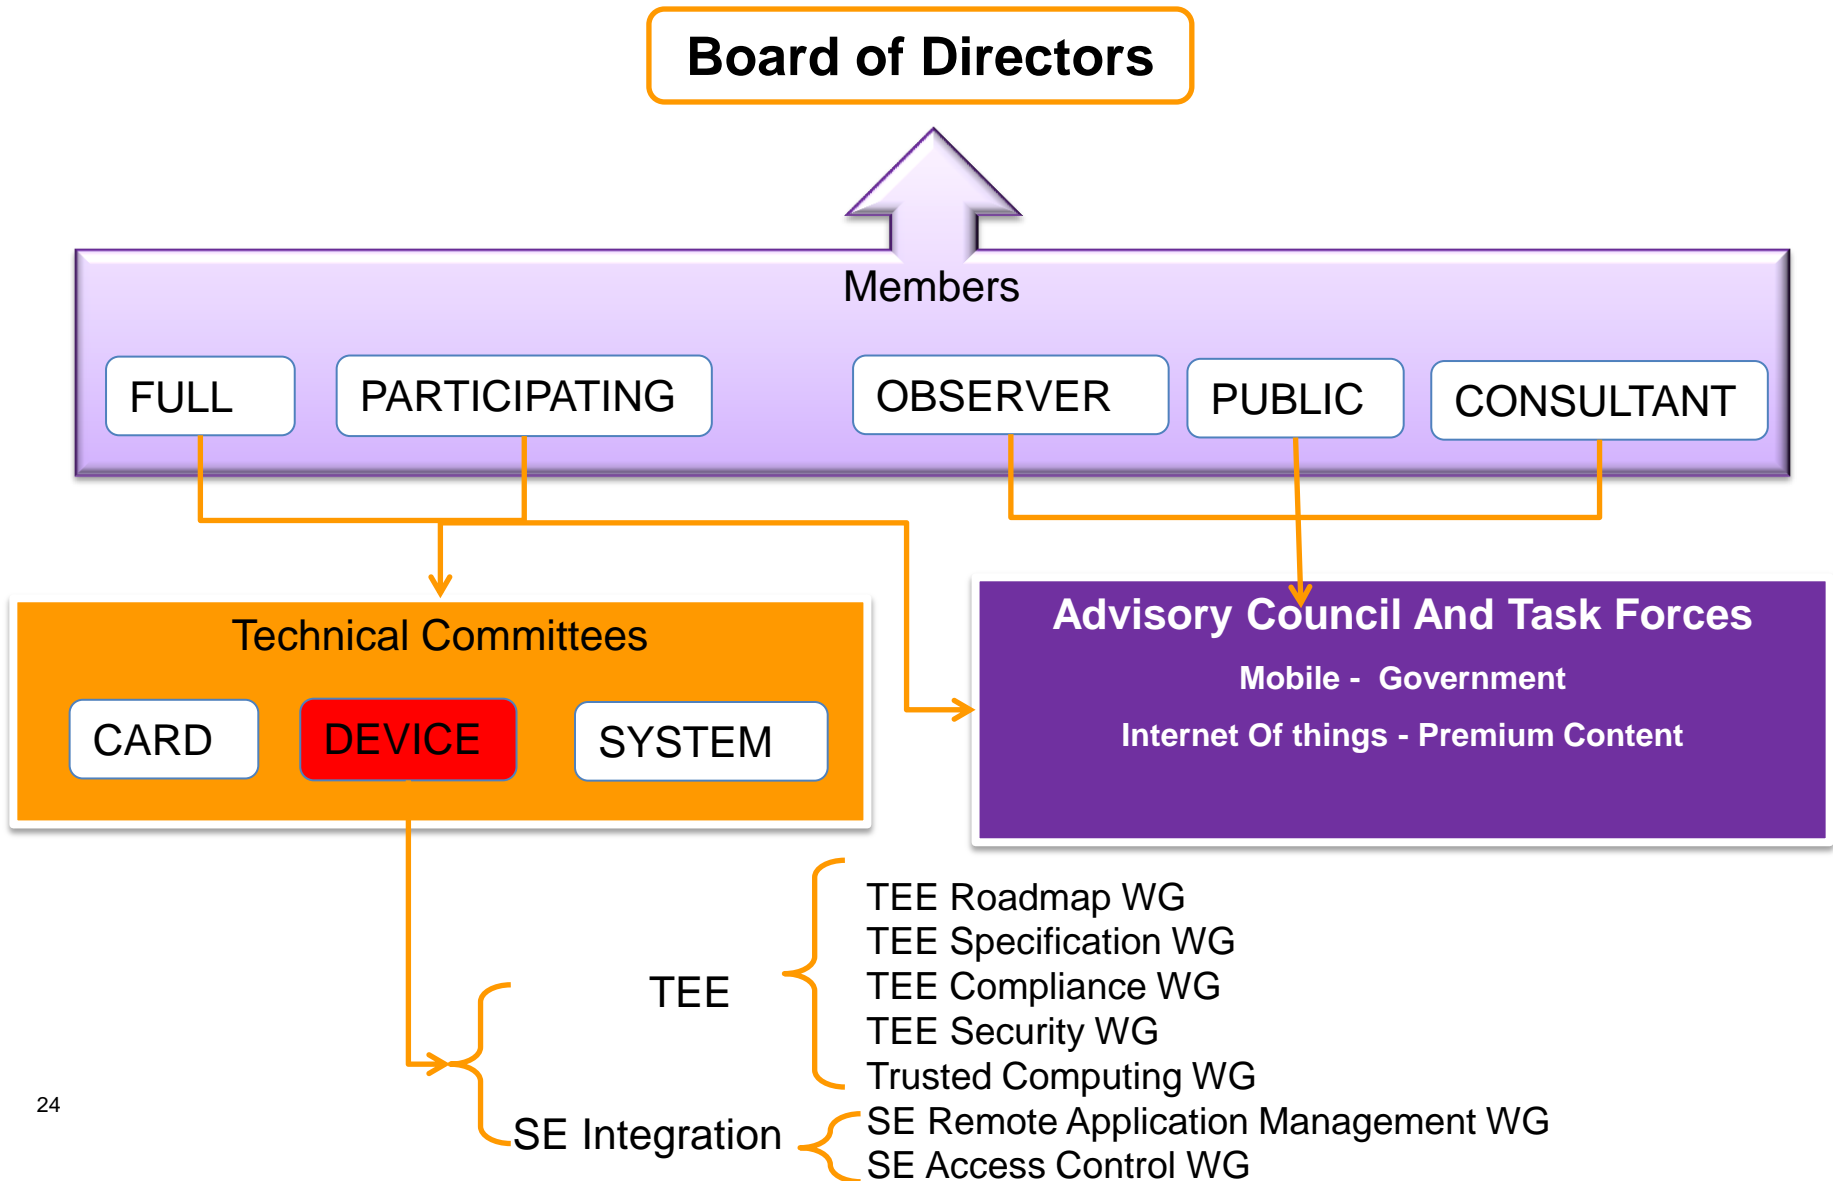 Board of Directors
Members
FULL
PARTICIPATING
OBSERVER
PUBLIC
CONSULTANT
Technical Committees
CARD
DEVICE
SYSTEM
Advisory Council And Task Forces
Mobile - Government
Internet Of things - Premium Content
TEE
TEE Roadmap WG
TEE Specification WG
TEE Compliance WG
TEE Security WG
Trusted Computing WG
SE Integration
SE Remote Application Management WG
SE Access Control WG
24